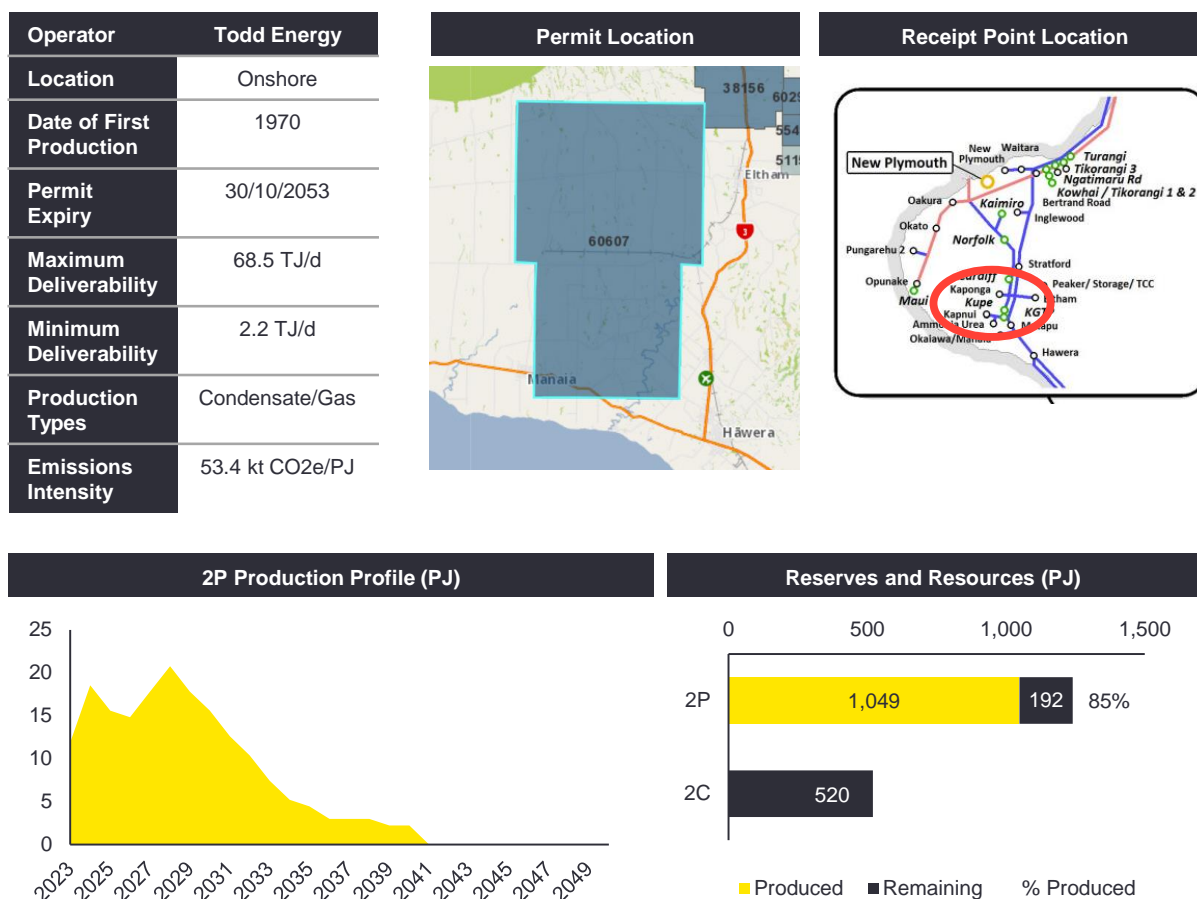 Operator Todd Energy
Location Onshore
Date of First
Production
1970
Permit
Expiry
30/10/2053
Maximum
Deliverability
68.5 TJ/d
Minimum
Deliverability
2.2 TJ/d
Production
Types
Condensate/Gas
Emissions
Intensity
53.4 kt CO2e/PJ
Permit Location
38156
6029
554
5115
Eltham
3
60607
Manaia
Hāwera
Receipt Point Location
New Plymouth
New
Plymouth
Waitara
Turangi
Tikorangi 3
Ngatimaru Rd
Kowhai / Tikorangi 1 & 2
Bertrand Road
Inglewood
Kaimiro
Oakura
Okato
Norfolk
Pungarehu 2
Stratford
Opunake
Peaker/ Storage/ TCC
Kaponga
Maui
Kupe
Kapnui
Ammonia Urea
Hawera
2P Production Profile (PJ)
25
20
15
10
5
0
2023
2025
2027
2029
2031
2033
2035
2037
2039
2041
2043
2045
2047
2049
Reserves and Resources (PJ)
0 500 1,000 1,500
2P 1,049 192 85%
2C 520
Produced Remaining % Produced